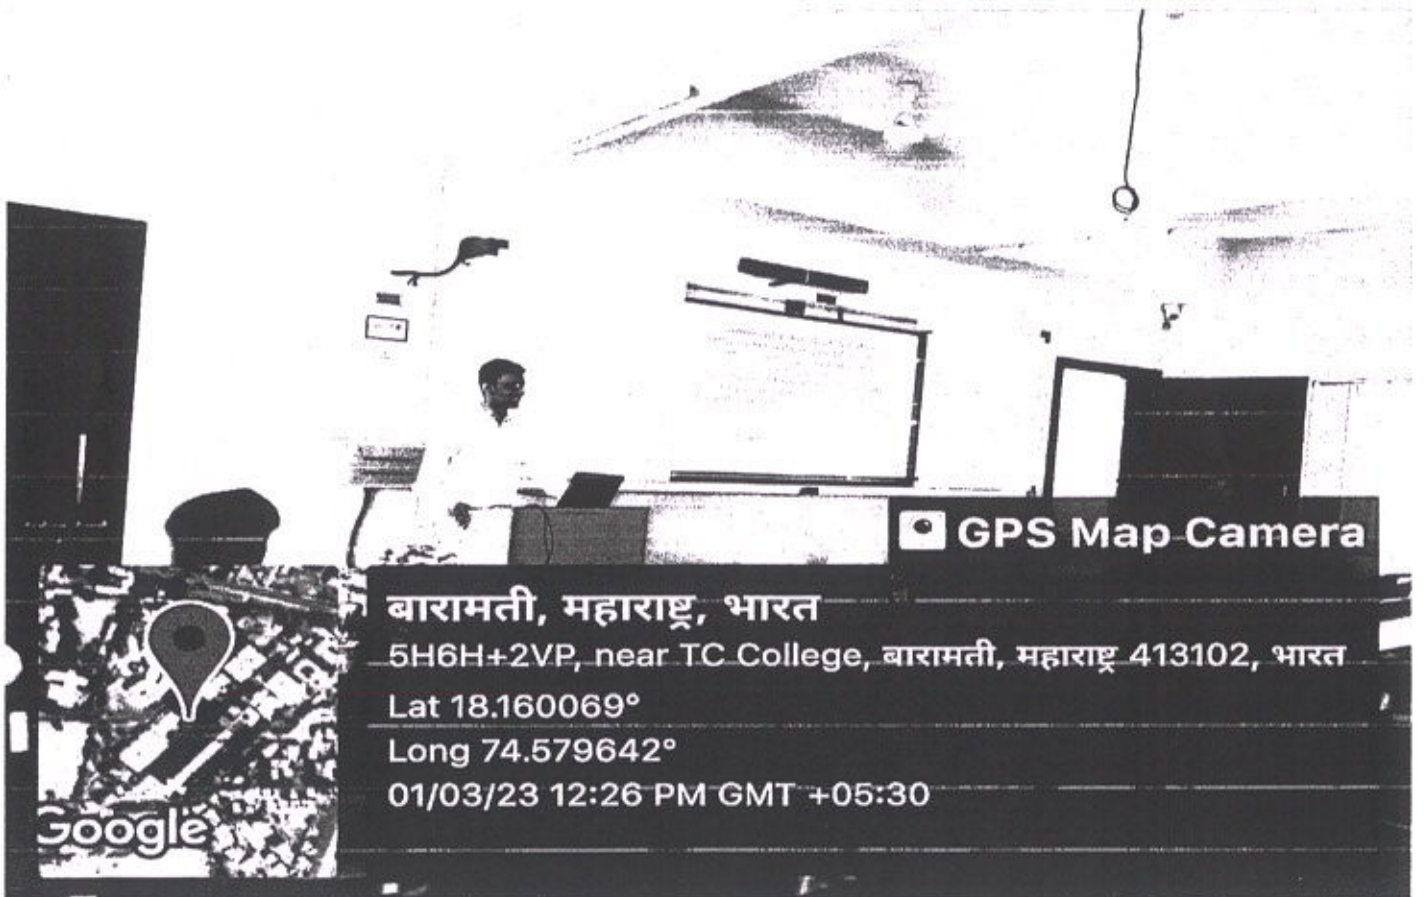 GPS Map Camera
बारामती, महाराष्ट्र, भारत
5H6H+2VP, near TC College, बारामती, महाराष्ट्र 413102, भारत
Lat 18.160069°
Long 74.579642°
01/03/23 12:26 PM GMT +05:30
Google